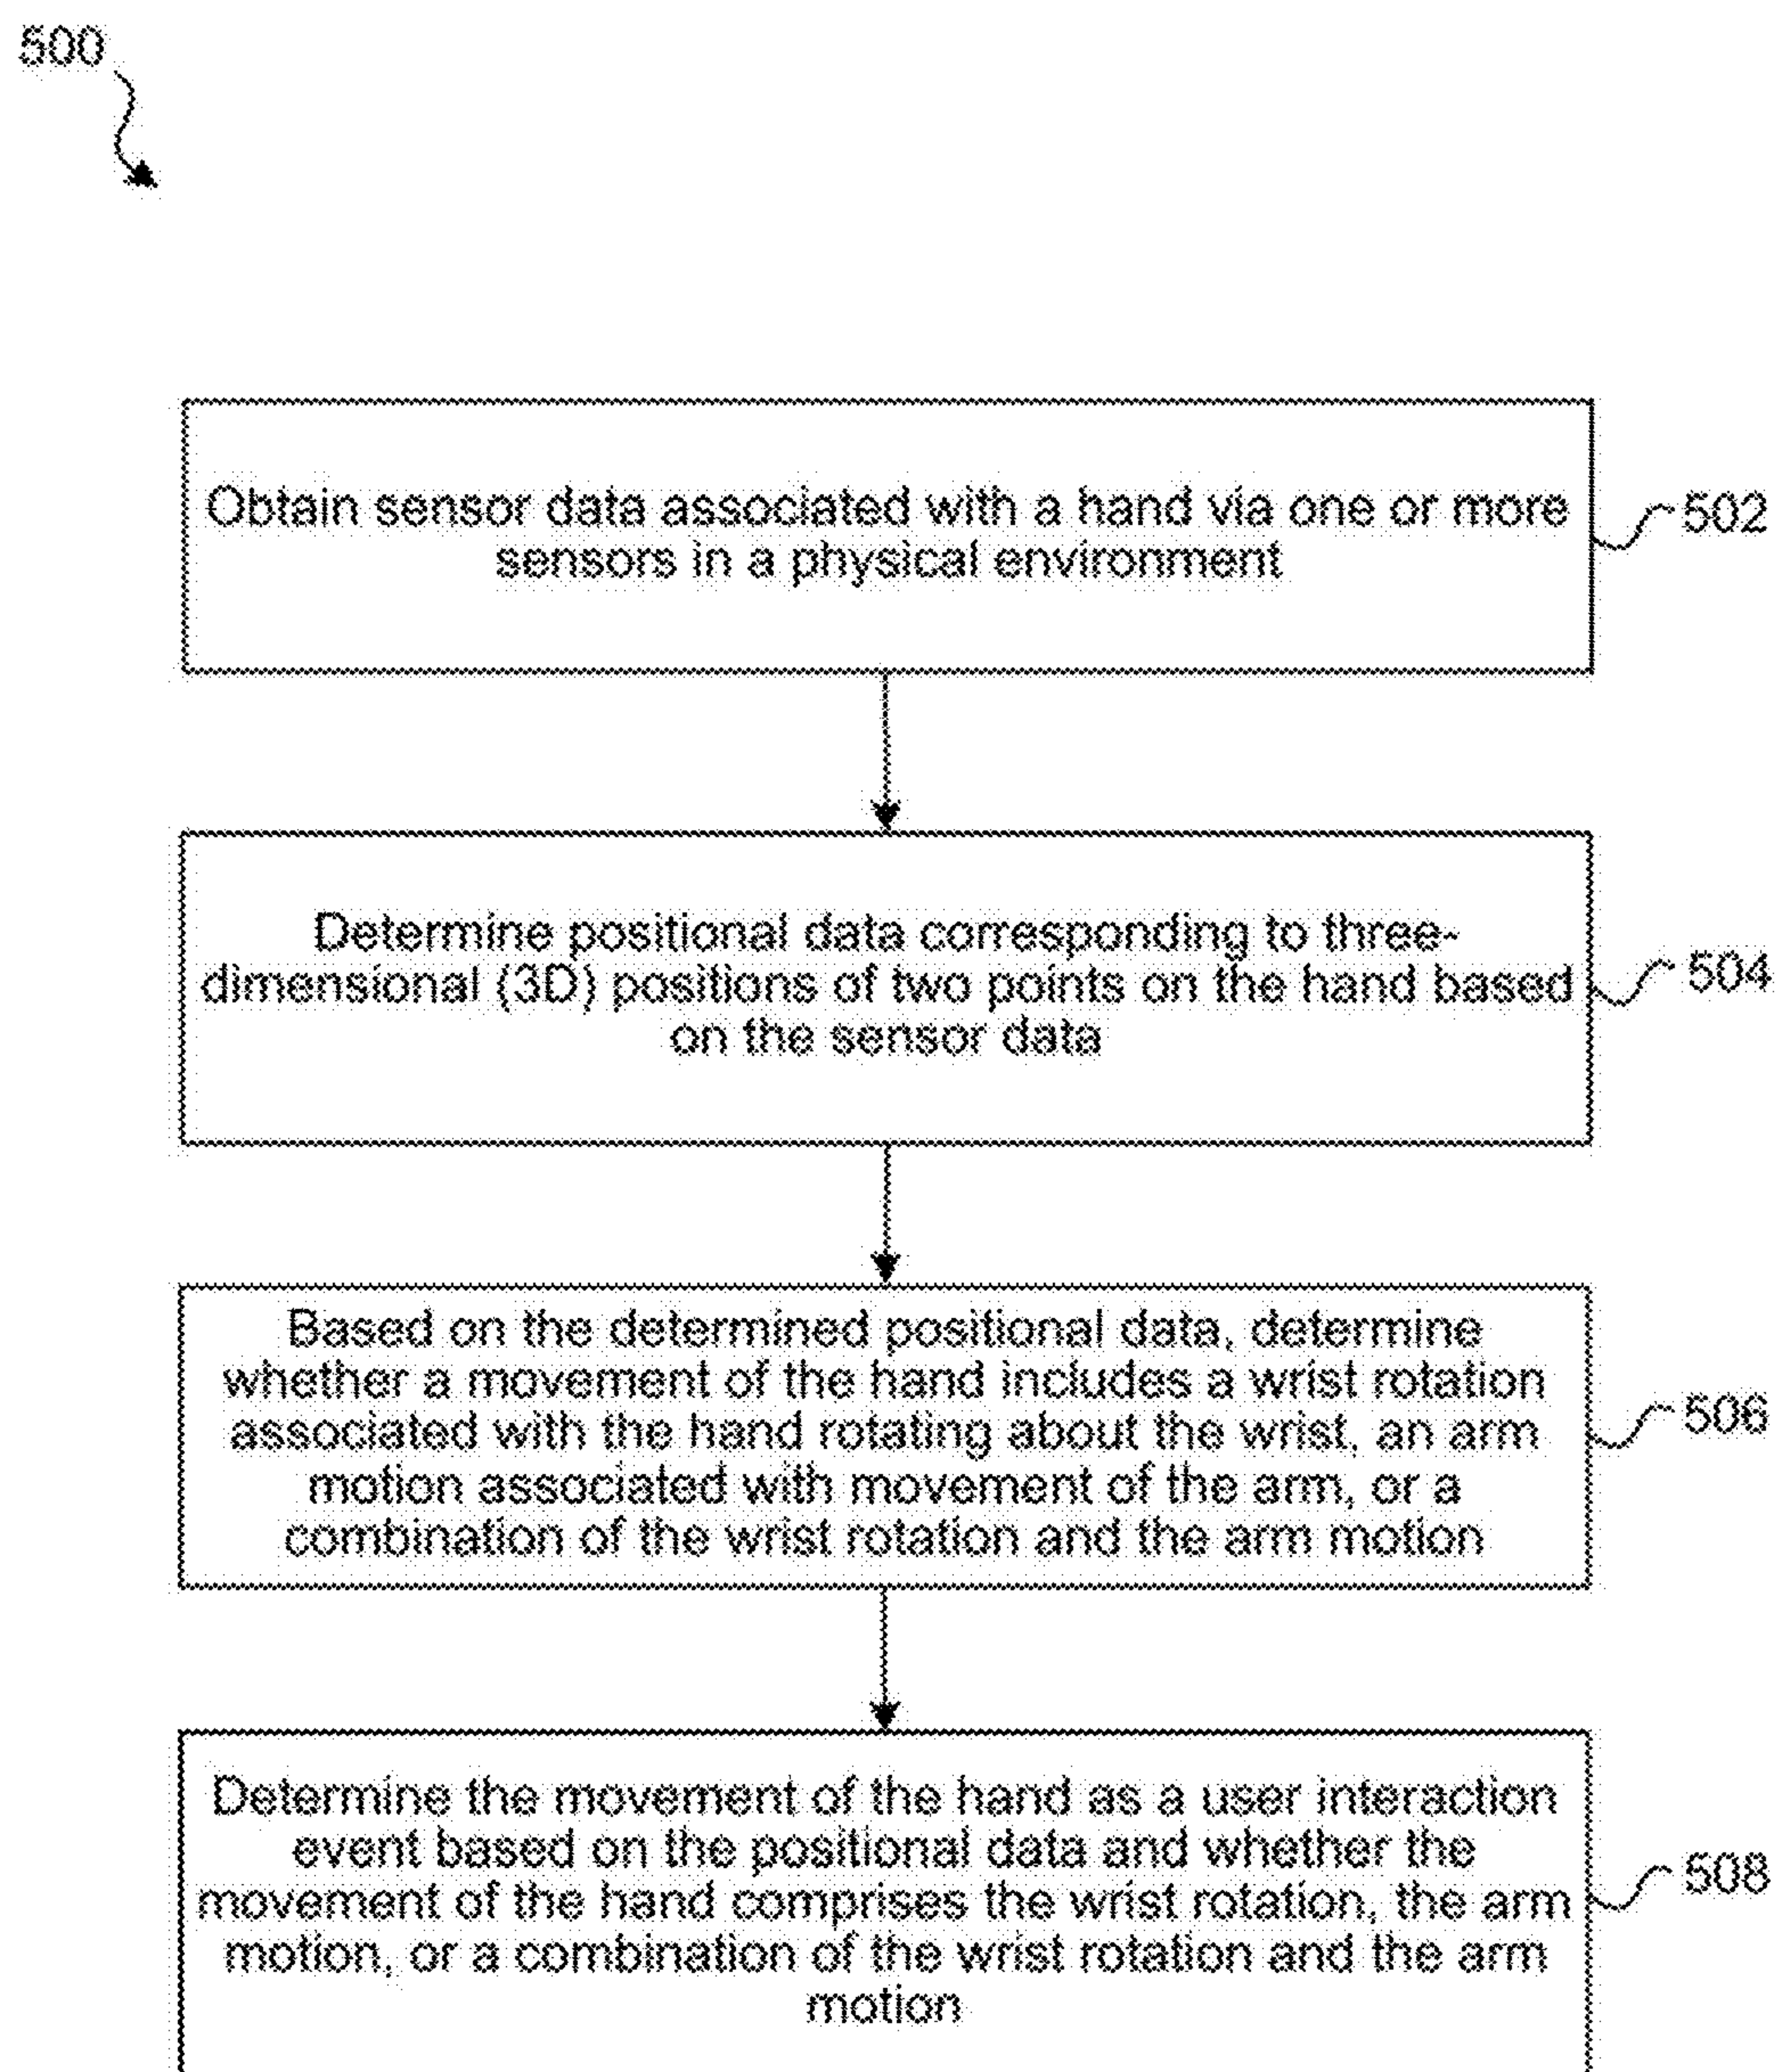 500
Obtain sensor data associated with a hand via one or more
sensors in a physical environment
502
Determine positional data corresponding to three-
dimensional (3D) positions of two points on the hand based
on the sensor data
504
Based on the determined positional data, determine
whether a movement of the hand includes a wrist rotation
associated with the hand rotating about the wrist, an arm
motion associated with movement of the arm, or a
combination of the wrist rotation and the arm motion
506
Determine the movement of the hand as a user interaction
event based on the positional data and whether the
movement of the hand comprises the wrist rotation, the arm
motion, or a combination of the wrist rotation and the arm
motion
508